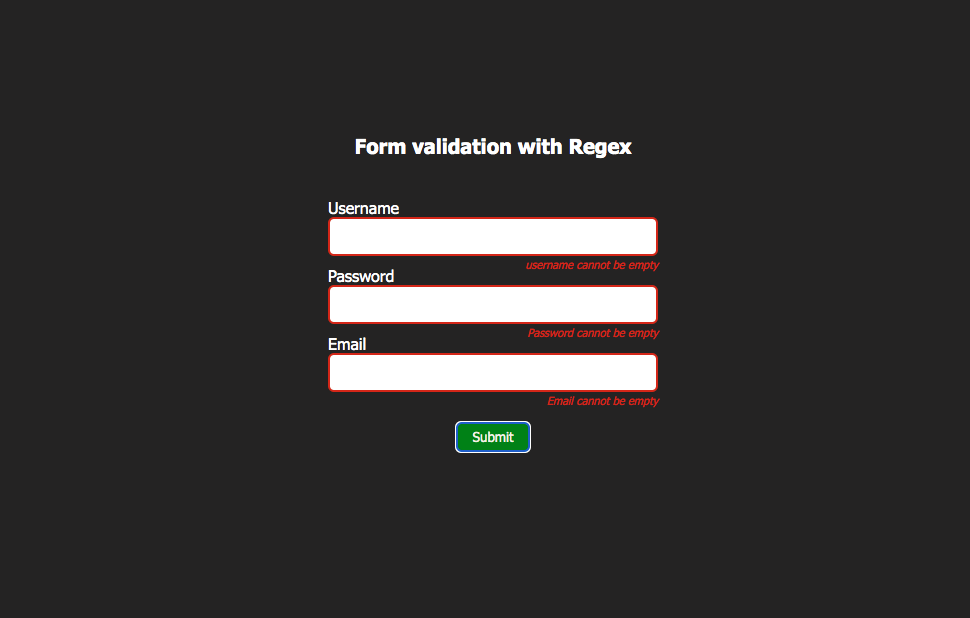 Form validation with Regex
Username
username cannot be empty
Password
Password cannot be empty
Email
Email cannot be empty
Submit